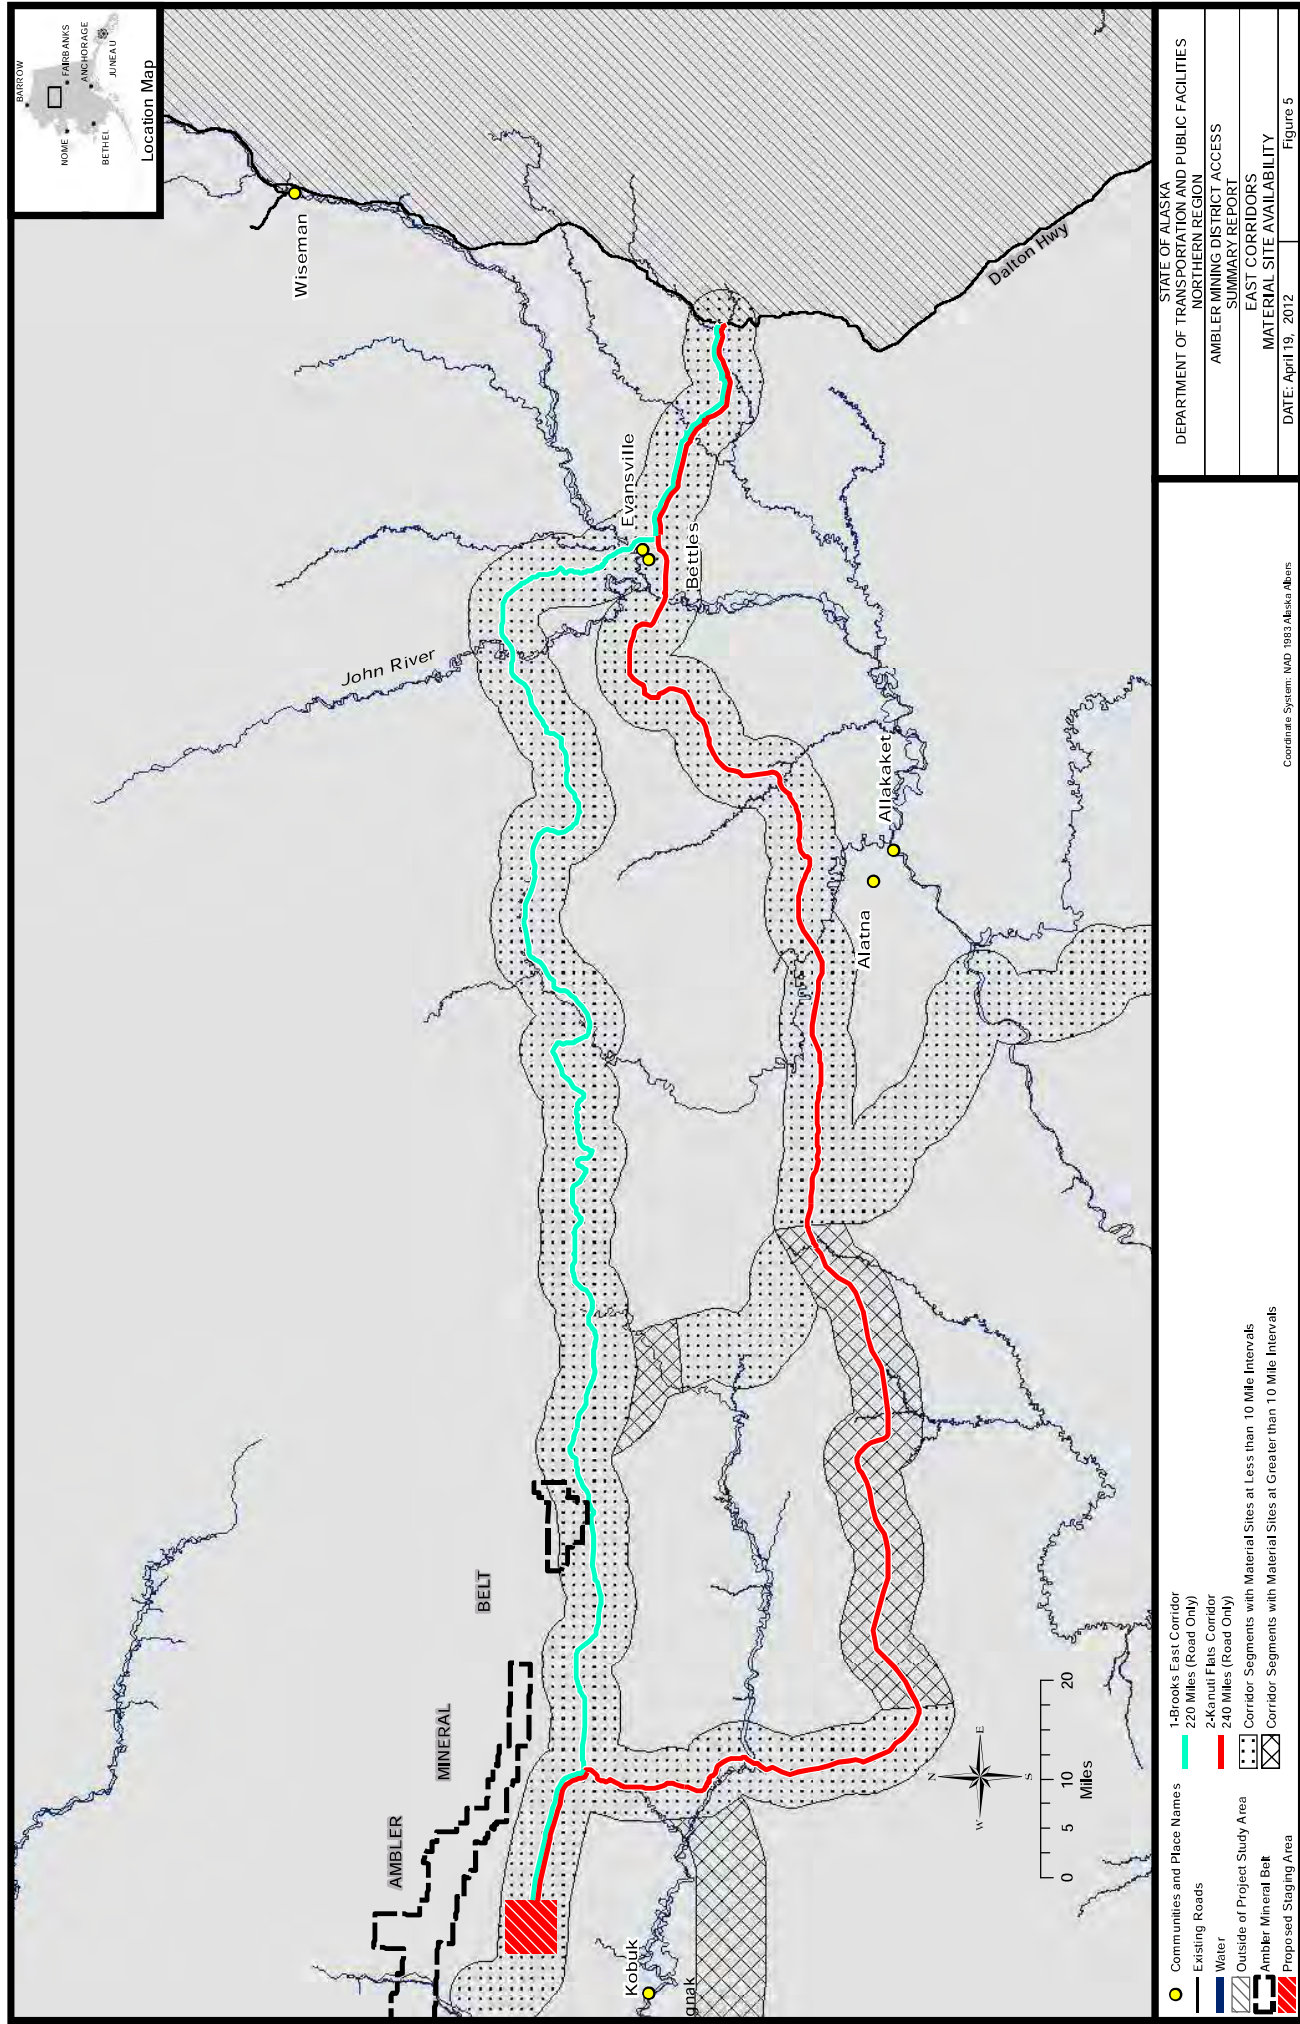 BARROW
FAIRBANKS
NOME
ANCHORAGE
BETHEL
JUNEAU
Location Map
Wiseman
Dalton Hwy
Evansville
Bettles
John River
Allakaket
Alatna
BELT
MINERAL
AMBLER
Kobuk
gnak
N
E
S
W
0 5 10 20
Miles
Communities and Place Names
Existing Roads
Water
Outside of Project Study Area
Ambler Mineral Belt
Proposed Staging Area
1-Brooks East Corridor
220 Miles (Road Only)
2-Kanuti Flats Corridor
240 Miles (Road Only)
Corridor Segments with Material Sites at Less than 10 Mile Intervals
Corridor Segments with Material Sites at Greater than 10 Mile Intervals
Coordinate System: NAD 1983 Alaska Albers
STATE OF ALASKA
DEPARTMENT OF TRANSPORTATION AND PUBLIC FACILITIES
NORTHERN REGION
AMBLER MINING DISTRICT ACCESS
SUMMARY REPORT
EAST CORRIDORS
MATERIAL SITE AVAILABILITY
DATE: April 19, 2012
Figure 5